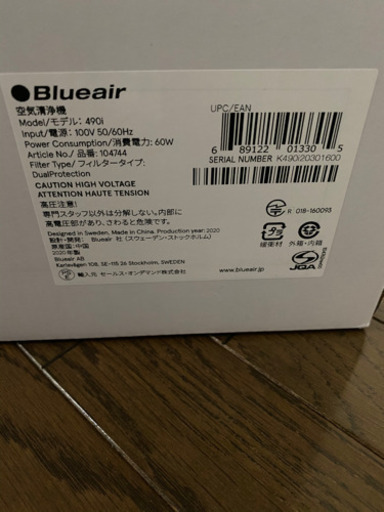 Blueair
空気清浄機
Model/モデル: 490i
Input/電源: 100V 50/60Hz
Power Consumption/消費電力: 60W
Article No./品番: 104744
Filter Type/フィルタータイプ:
DualProtection
CAUTION HIGH VOLTAGE
ATTENTION HAUTE TENSION
高圧注意!
専門スタッフ以外は分解しない。内部に
高電圧部があり、さわると危険です。
Designed in Sweden, Made in China. Production year: 2020
設計・開発: Blueair 社 (スウェーデン・ストックホルム)
原産国: 中国
2020年製
Blueair AB
Karlavägen 108, SE-115 26 Stockholm, SWEDEN
輸入元 セールス・オンデマンド株式会社
UPC/EAN
6 89122 01330 5
SERIAL NUMBER K490I20301600
R 018-160095
緩衝材
外箱・内箱
JQA
www.blueair.jp